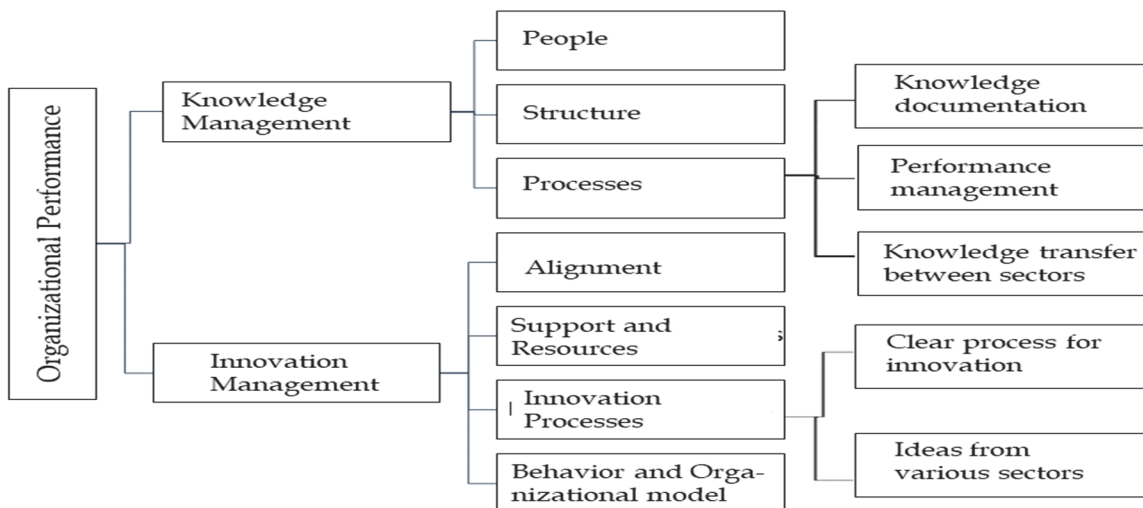 Organizational Performance
Knowledge
Management
Innovation
Management
People
Structure
Processes
Alignment
Support and
Resources
Innovation
Processes
Behavior and Orga-
nizational model
Knowledge
documentation
Performance
management
Knowledge transfer
between sectors
Clear process for
innovation
Ideas from
various sectors